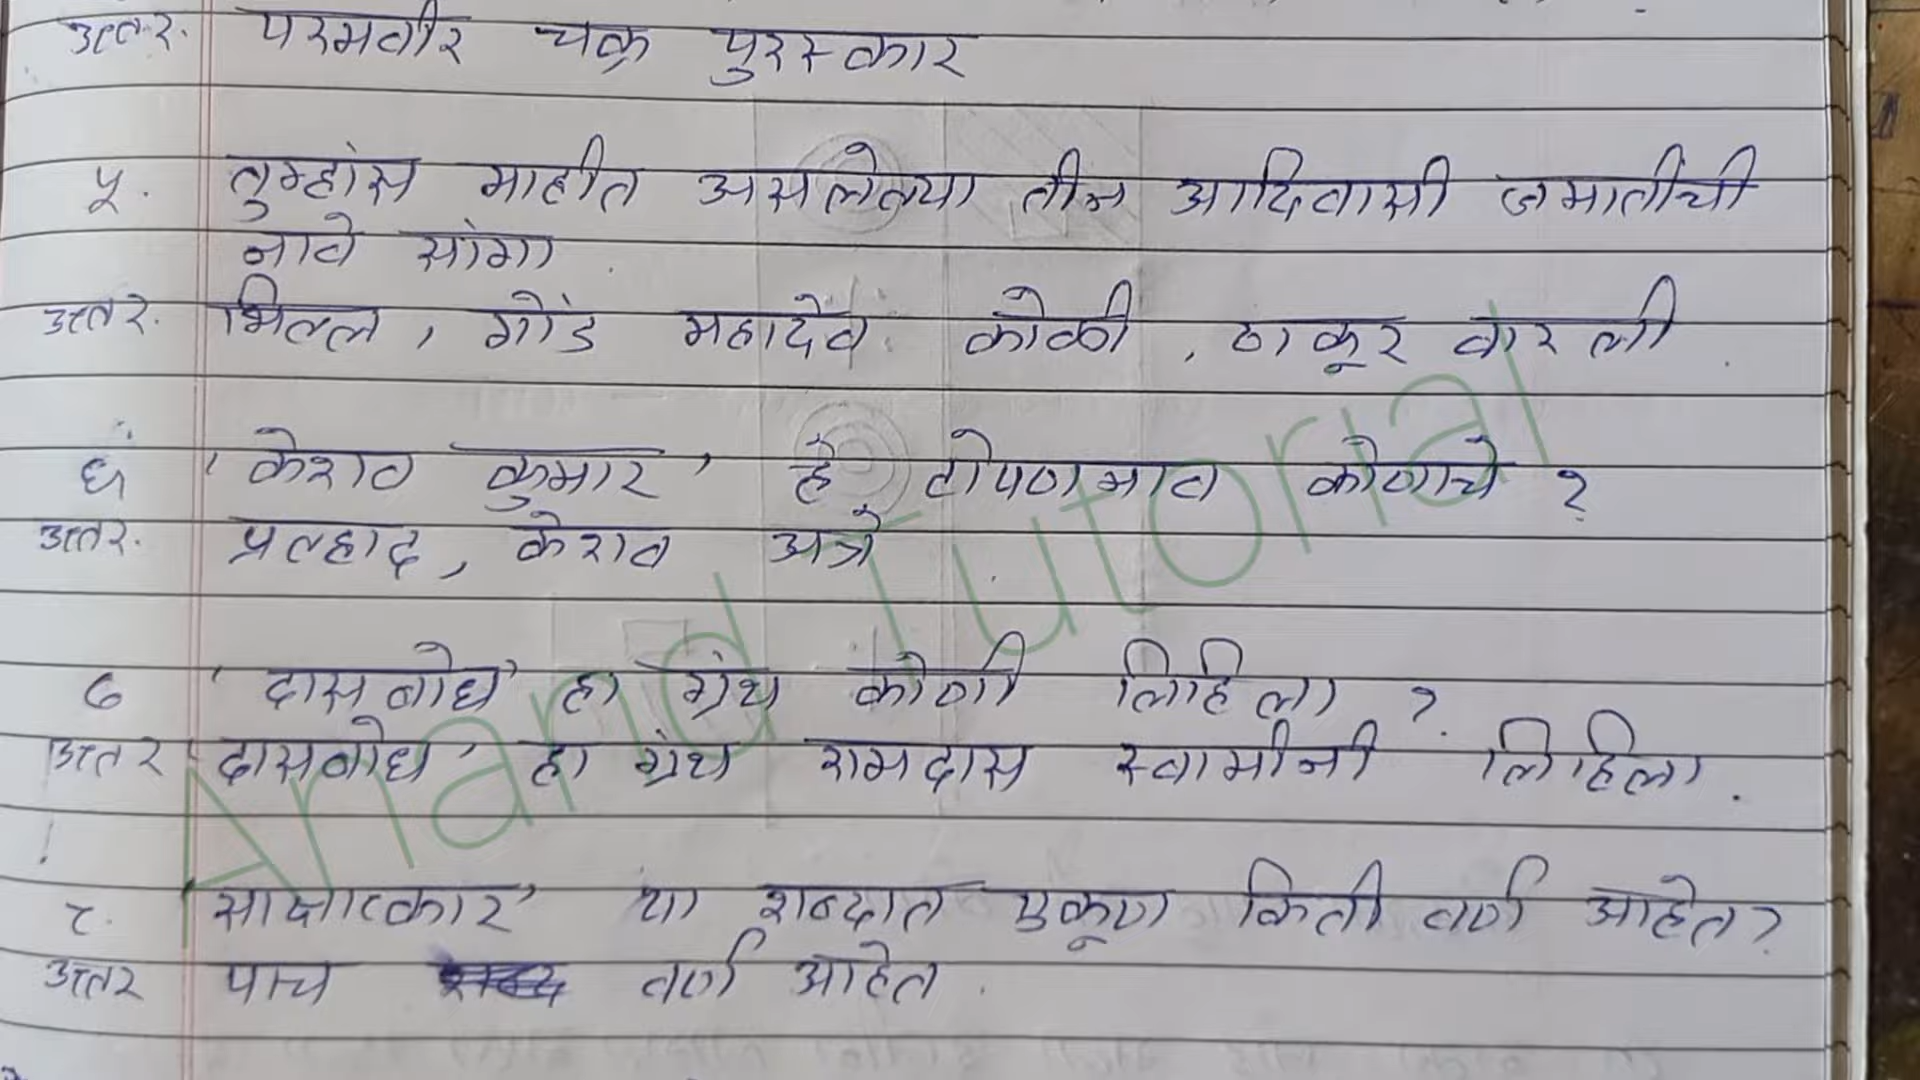 उत्तर. परमवीर चक्र पुरस्कार
५. तुम्हांस माहीत असलेल्या तीन आदिवासी जमातींची
नावे सांगा.
उत्तर. भिल्ल, गोंड महादेव कोळी, ठाकूर वारली.
६ 'केशव कुमार' हे टोपणनाव कोणाचे ?
उत्तर. प्रल्हाद, केशव अत्रे.
७ 'दासबोध' हा ग्रंथ कोणी लिहिला ?
उत्तर 'दासबोध' हा ग्रंथ रामदास स्वामींनी लिहिला.
८. 'साक्षात्कार' या शब्दात एकूण किती वर्ण आहेत?
उत्तर पाच वर्ण आहेत.
Anand Tutorial